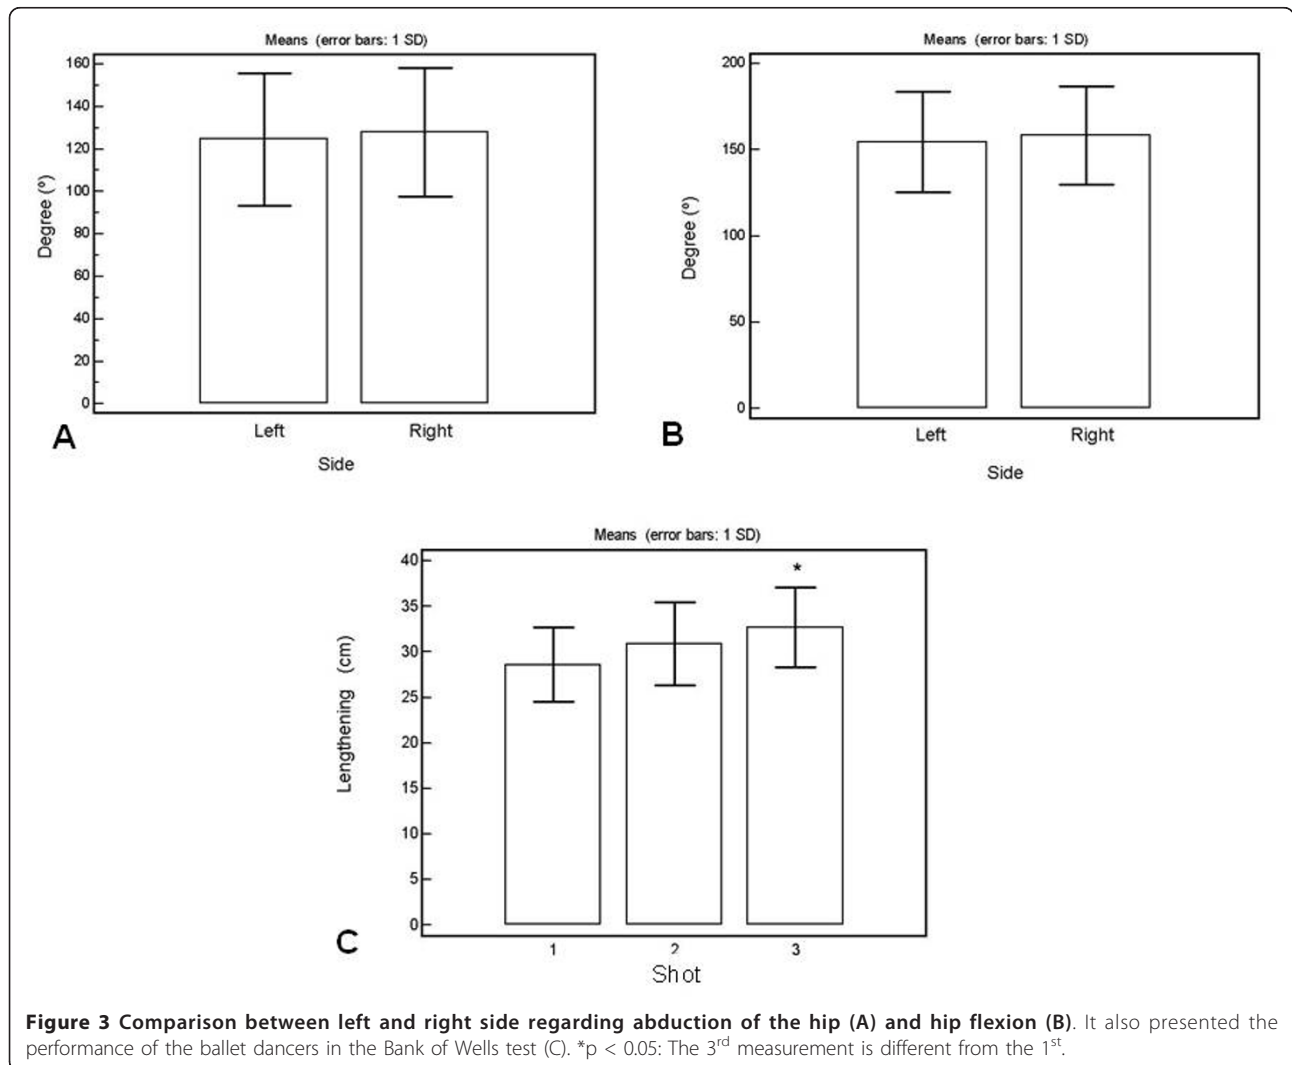 Means (error bars: 1 SD)
160
140
120
100
80
60
40
20
0
Degree (º)
Left Right
Side
A
Means (error bars: 1 SD)
200
150
100
50
0
Degree (º)
Left Right
Side
B
Means (error bars: 1 SD)
40
35
30
25
20
15
10
5
0
Lengthening (cm)
*
1 2 3
Shot
C
Figure 3 Comparison between left and right side regarding abduction of the hip (A) and hip flexion (B). It also presented the
performance of the ballet dancers in the Bank of Wells test (C). *p < 0.05: The 3rd measurement is different from the 1st.